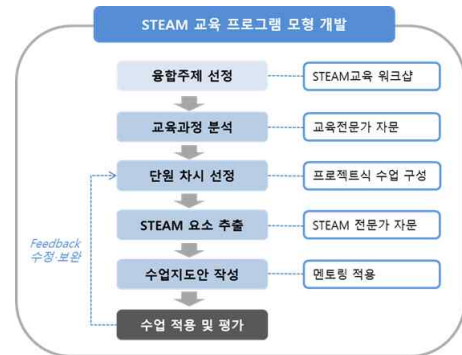 STEAM 교육 프로그램 모형 개발
융합주제 선정
STEAM교육 워크샵
교육과정 분석
교육전문가 자문
단원 차시 선정
프로젝트식 수업 구성
STEAM 요소 추출
STEAM 전문가 자문
Feedback
수정·보완
수업지도안 작성
멘토링 적용
수업 적용 및 평가